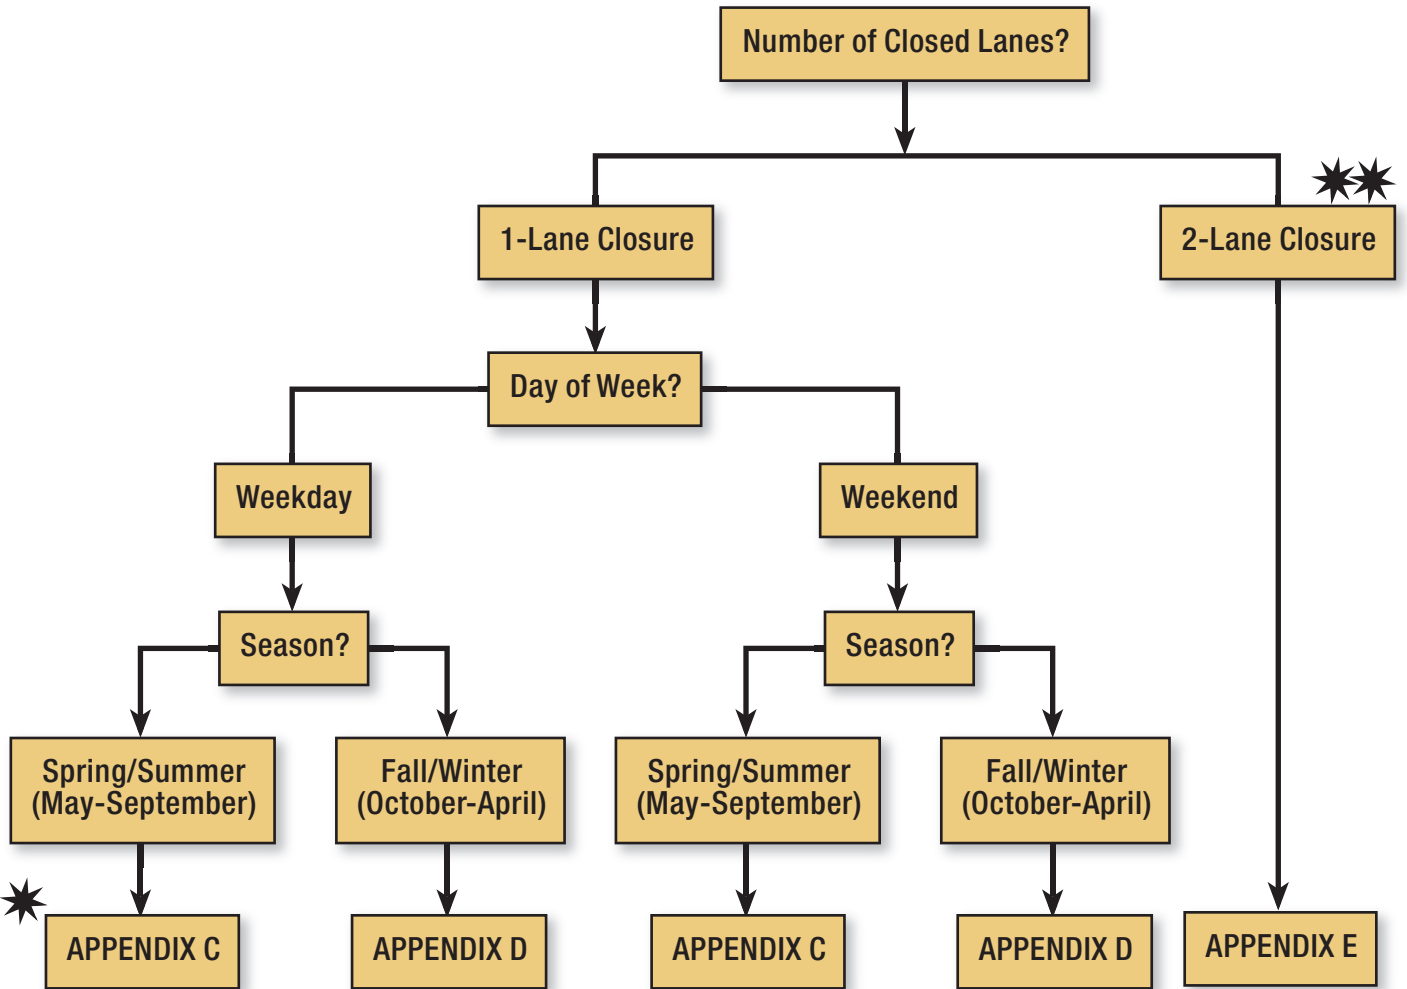 Number of Closed Lanes?
1-Lane Closure
2-Lane Closure
Day of Week?
Weekday
Weekend
Season?
Season?
Spring/Summer
(May-September)
Fall/Winter
(October-April)
Spring/Summer
(May-September)
Fall/Winter
(October-April)
APPENDIX C
APPENDIX D
APPENDIX C
APPENDIX D
APPENDIX E